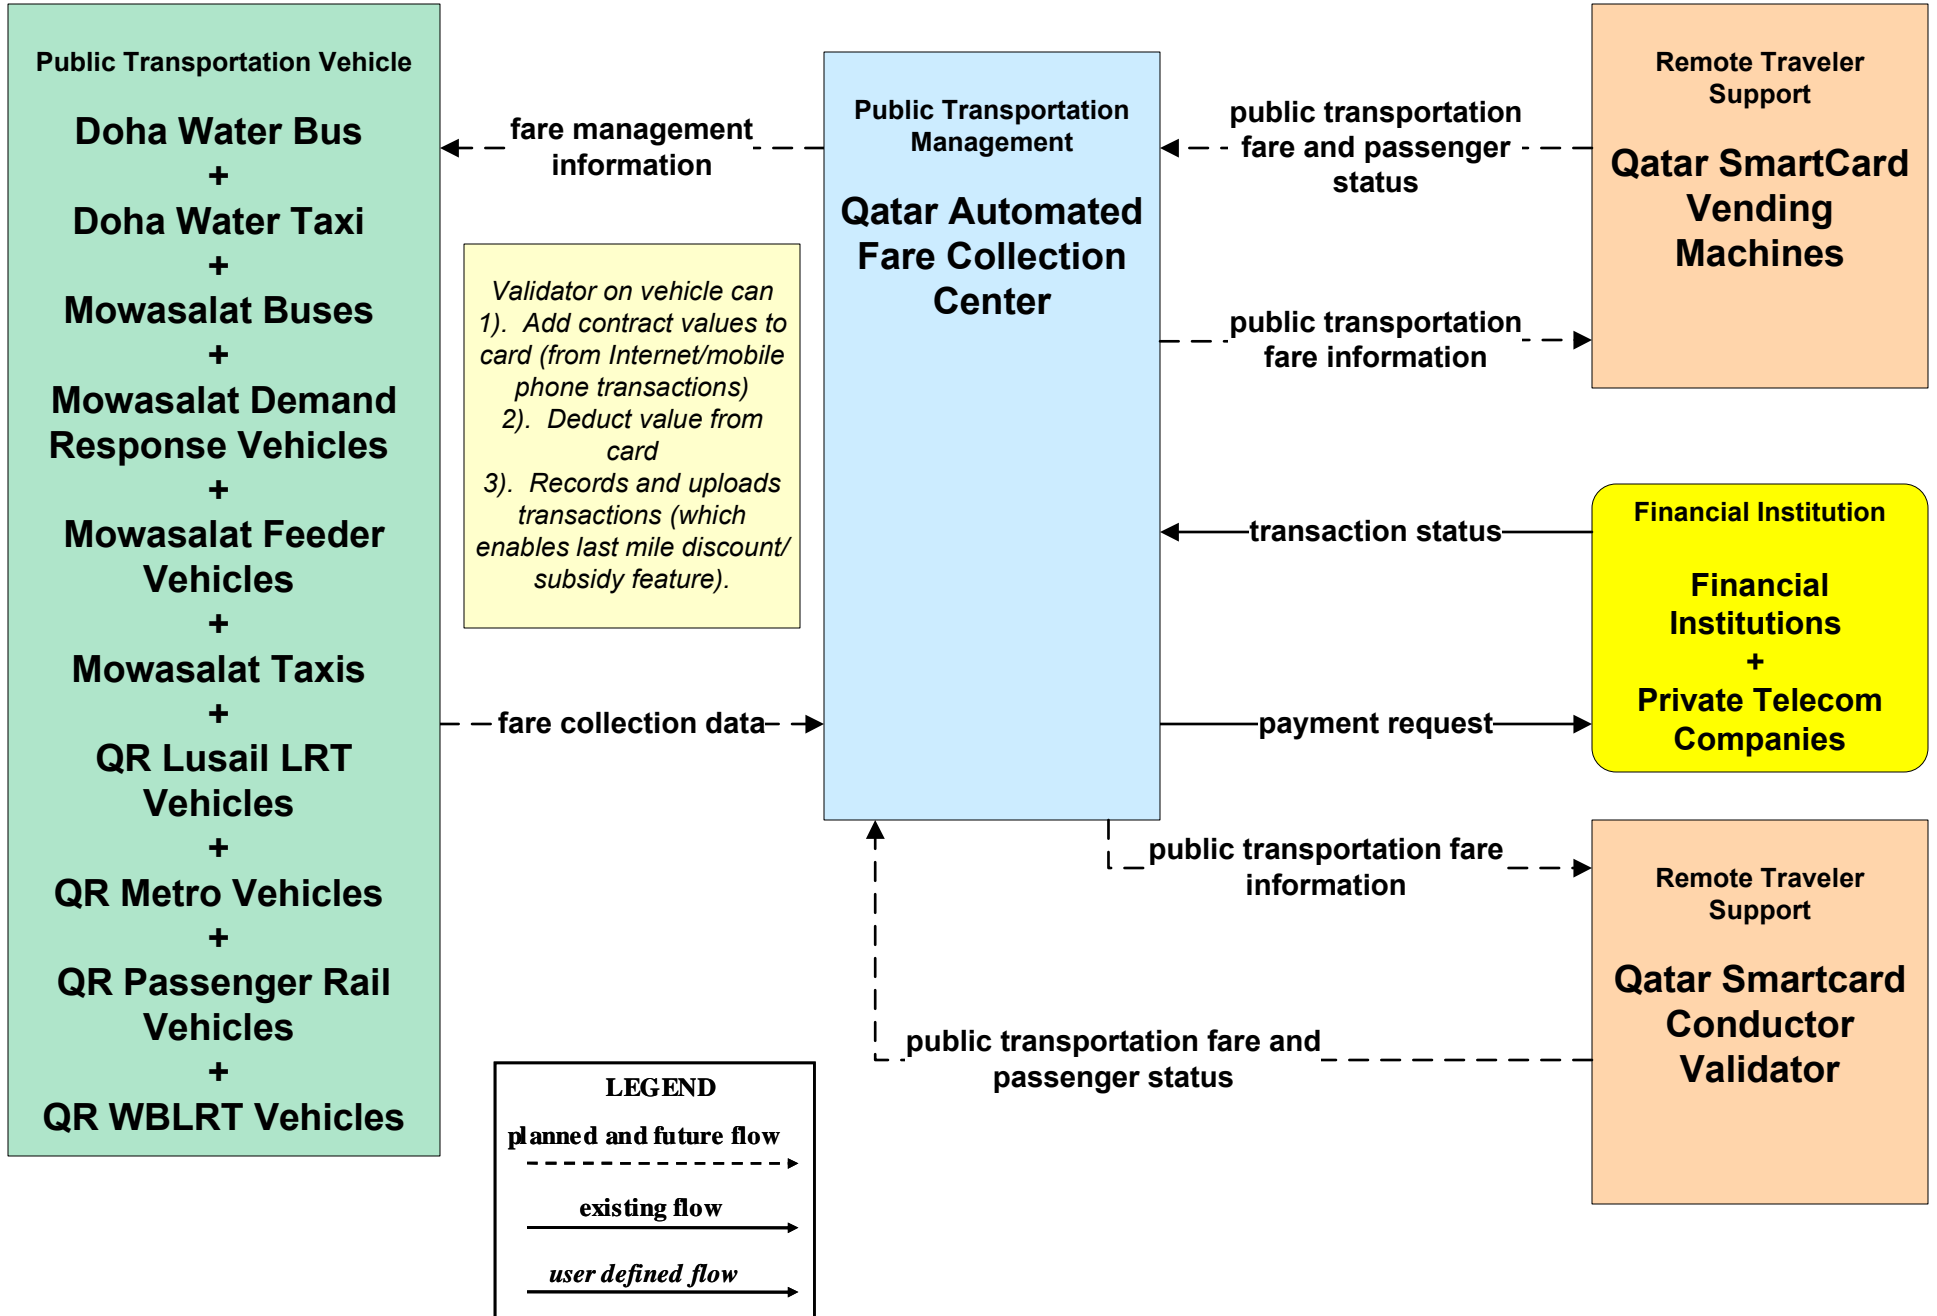 Public Transportation Vehicle
Doha Water Bus
+
Doha Water Taxi
+
Mowasalat Buses
+
Mowasalat Demand
Response Vehicles
+
Mowasalat Feeder
Vehicles
+
Mowasalat Taxis
+
QR Lusail LRT
Vehicles
+
QR Metro Vehicles
+
QR Passenger Rail
Vehicles
+
QR WBLRT Vehicles
fare management
information
Validator on vehicle can
1). Add contract values to
card (from Internet/mobile
phone transactions)
2). Deduct value from
card
3). Records and uploads
transactions (which
enables last mile discount/
subsidy feature).
fare collection data
Public Transportation
Management
Qatar Automated
Fare Collection
Center
public transportation
fare and passenger
status
public transportation
fare information
transaction status
payment request
public transportation fare
information
public transportation fare and
passenger status
Remote Traveler
Support
Qatar SmartCard
Vending
Machines
Financial Institution
Financial
Institutions
+
Private Telecom
Companies
Remote Traveler
Support
Qatar Smartcard
Conductor
Validator
LEGEND
planned and future flow
existing flow
user defined flow